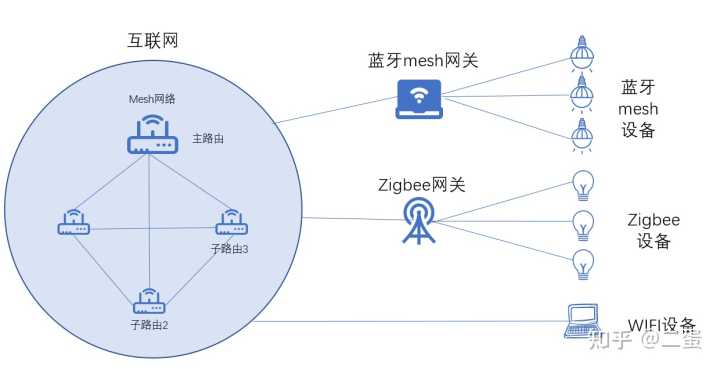 互联网
Mesh网络
主路由
子路由3
子路由2
蓝牙mesh网关
Zigbee网关
蓝牙
mesh
设备
Zigbee
设备
WIFI设备
知乎 @二蛋